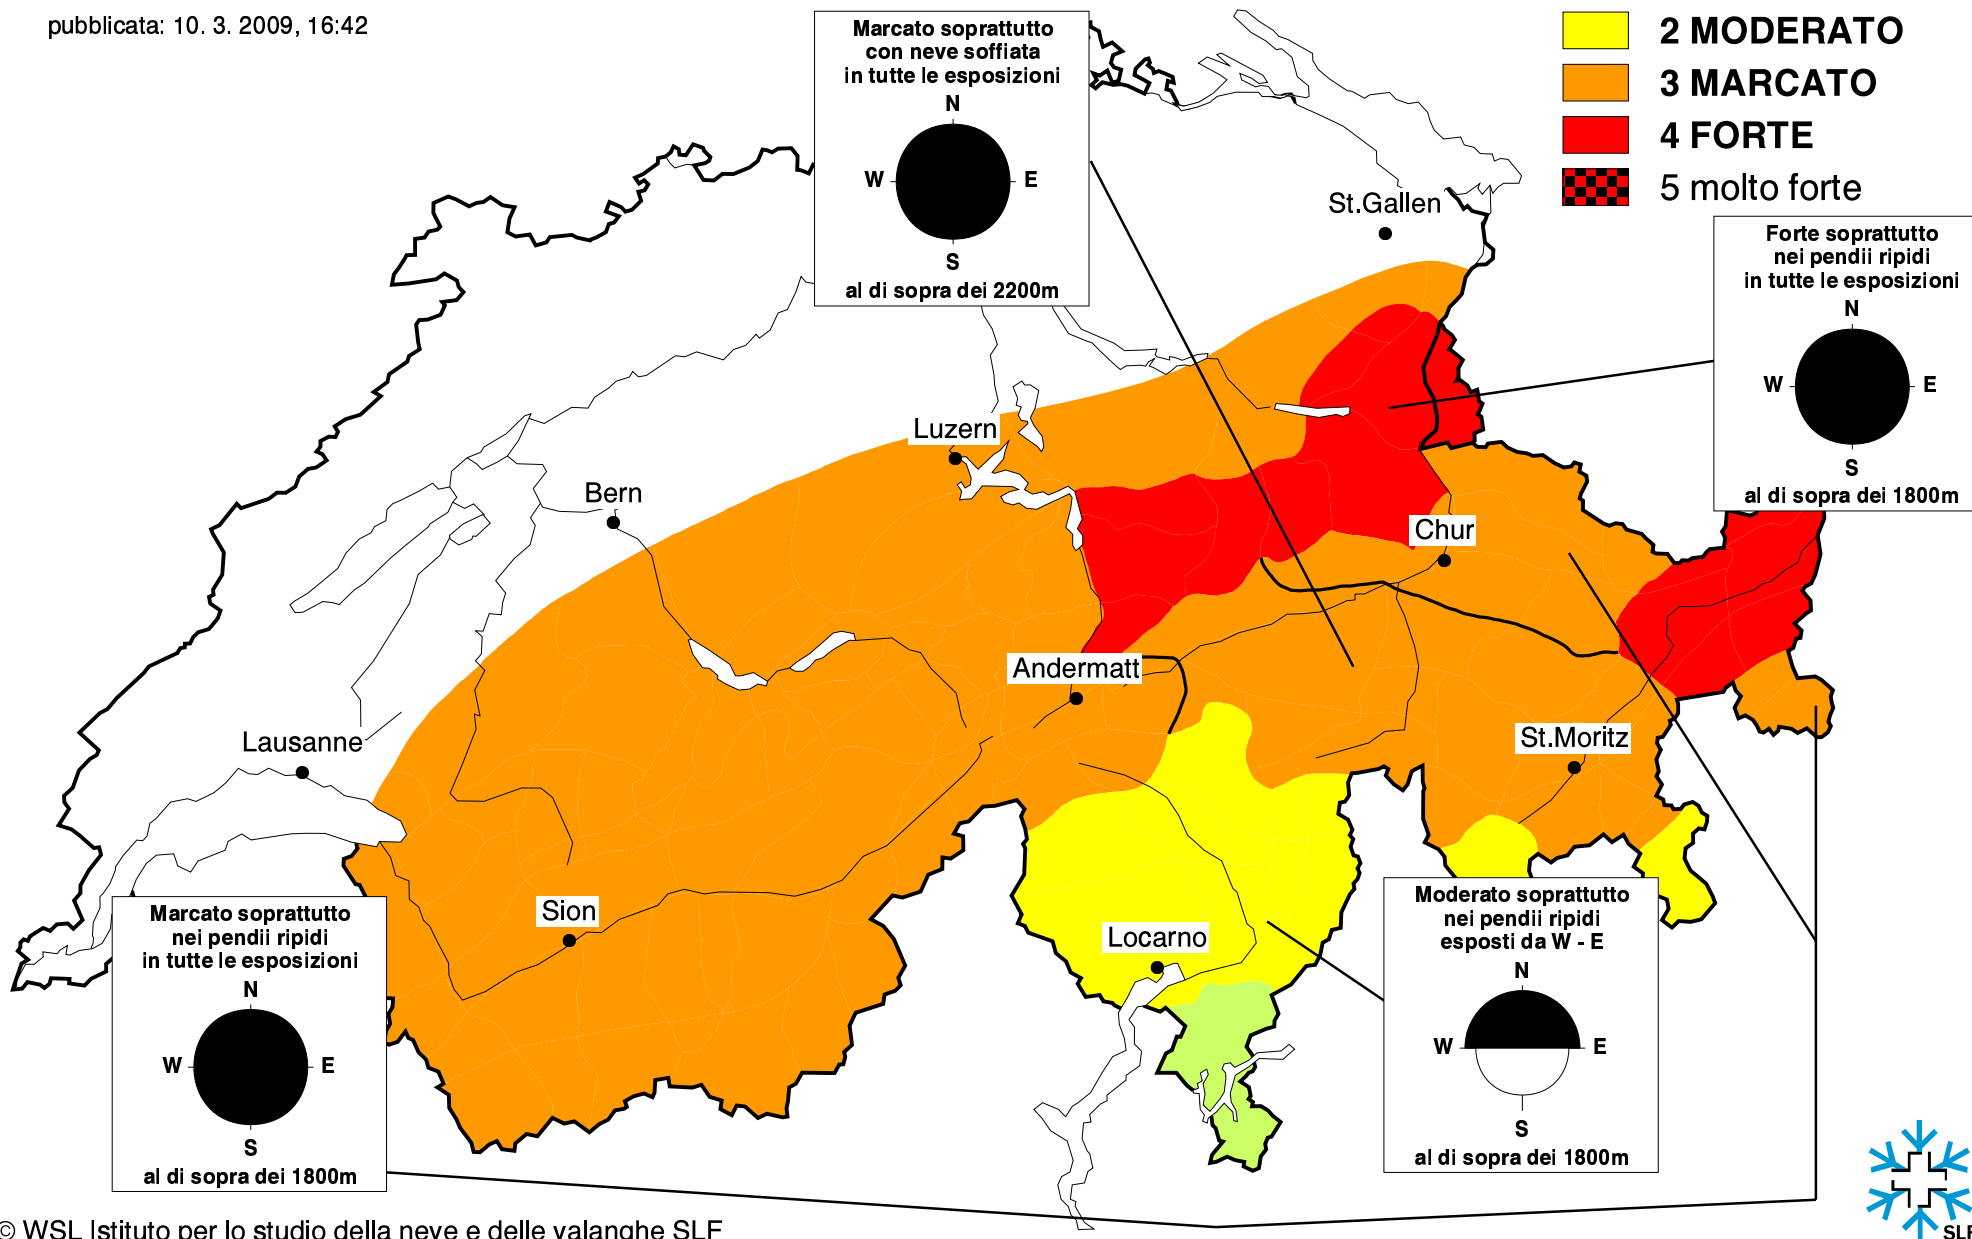 pubblicata: 10. 3. 2009, 16:42
Marcato soprattutto
con neve soffiata
in tutte le esposizioni
N
W
E
S
al di sopra dei 2200m
2 MODERATO
3 MARCATO
4 FORTE
5 molto forte
Forte soprattutto
nei pendii ripidi
in tutte le esposizioni
N
W
E
S
al di sopra dei 1800m
St.Gallen
Luzern
Bern
Chur
Andermatt
St.Moritz
Lausanne
Sion
Locarno
Marcato soprattutto
nei pendii ripidi
in tutte le esposizioni
N
W
E
S
al di sopra dei 1800m
Moderato soprattutto
nei pendii ripidi
esposti da W - E
N
W
E
S
al di sopra dei 1800m
© WSL Istituto per lo studio della neve e delle valanghe SLF
SLF